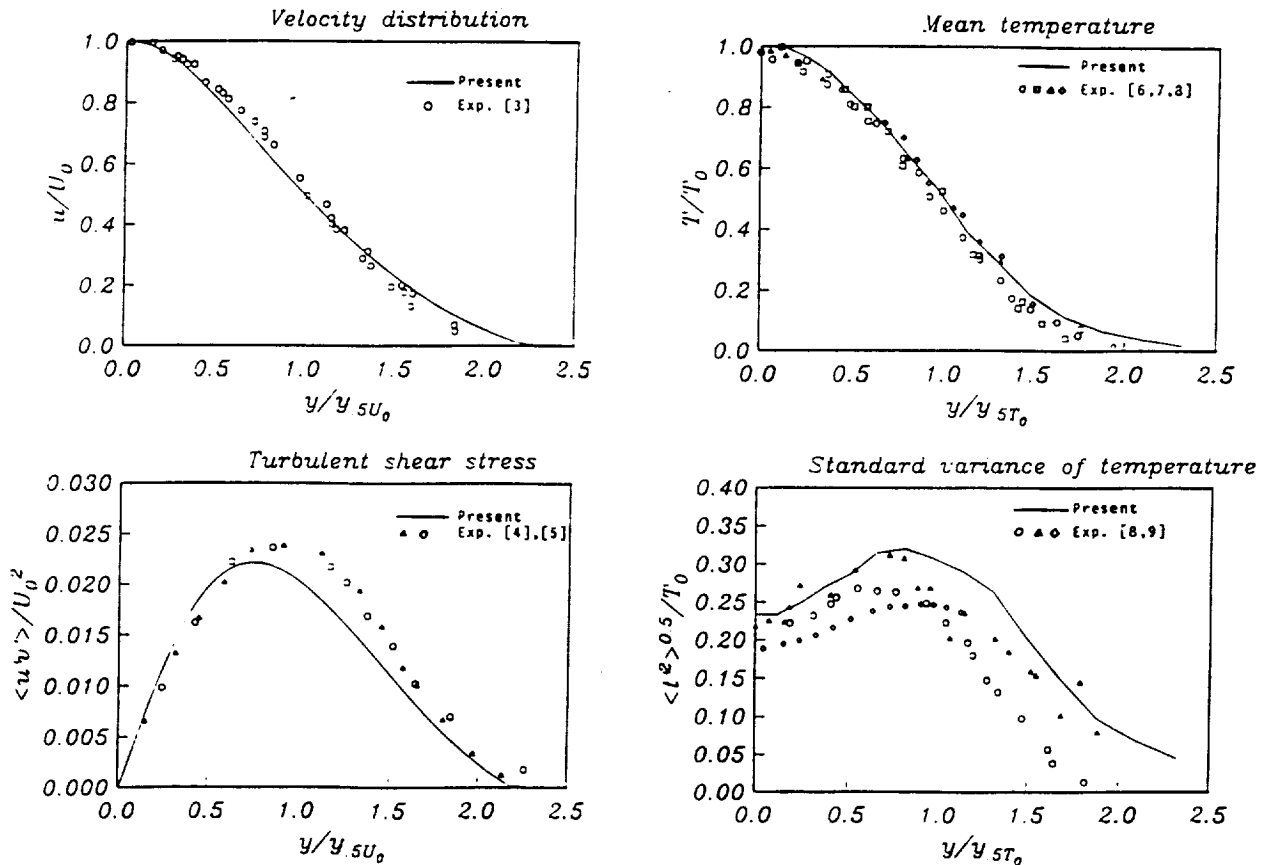 Velocity distribution
1.0
0.8
0.6
0.4
0.2
0.0
u/U0
Present
Exp. [3]
0.0 0.5 1.0 1.5 2.0 2.5
y/y.5U0
Mean temperature
1.0
0.8
0.6
0.4
0.2
0.0
T/T0
Present
Exp. [6,7,8]
0.0 0.5 1.0 1.5 2.0 2.5
y/y.5T0
Turbulent shear stress
0.030
0.025
0.020
0.015
0.010
0.005
0.000
<u'v'>/U0²
Present
Exp. [4],[5]
0.0 0.5 1.0 1.5 2.0 2.5
y/y.5U0
Standard variance of temperature
0.40
0.35
0.30
0.25
0.20
0.15
0.10
0.05
0.00
<t'²>0.5/T0
Present
Exp. [8,9]
0.0 0.5 1.0 1.5 2.0 2.5
y/y.5T0